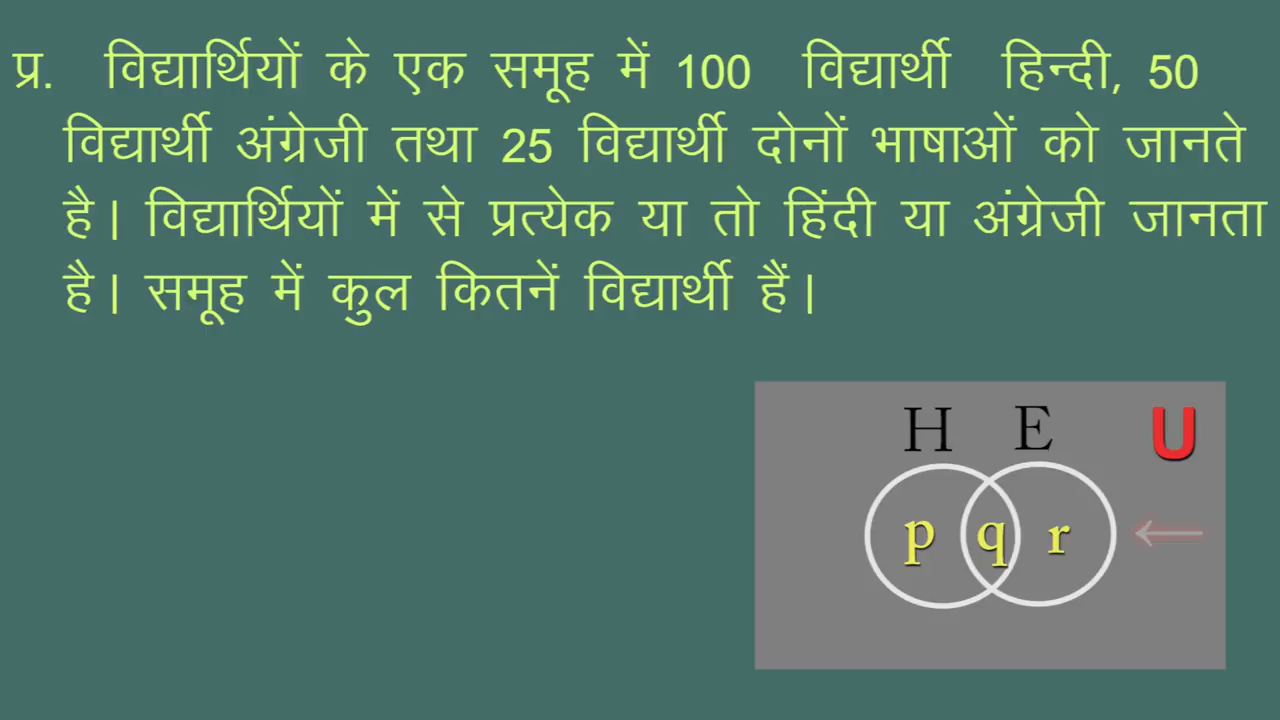 प्र. विद्यार्थियों के एक समूह में 100 विद्यार्थी हिन्दी, 50
विद्यार्थी अंग्रेजी तथा 25 विद्यार्थी दोनों भाषाओं को जानते
है। विद्यार्थियों में से प्रत्येक या तो हिंदी या अंग्रेजी जानता
है। समूह में कुल कितनें विद्यार्थी हैं।
H E U
p q r ←